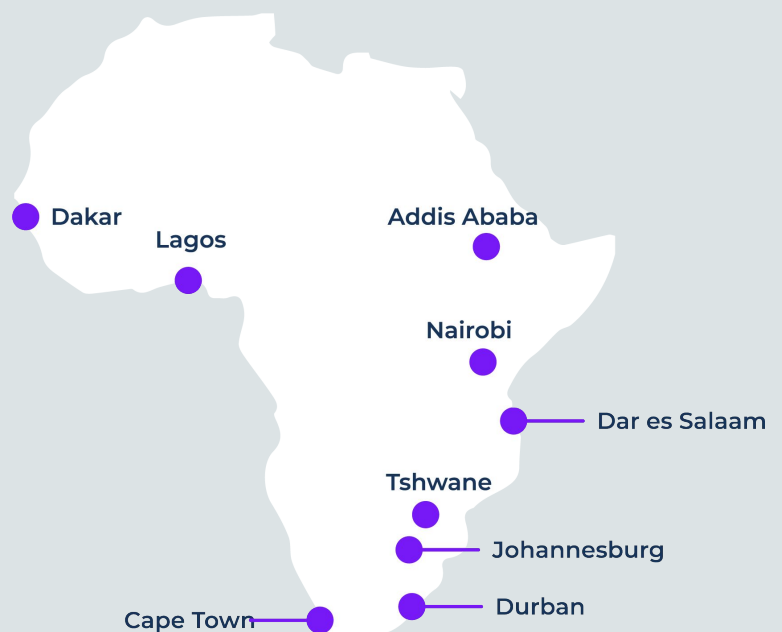 Dakar
Addis Ababa
Lagos
Nairobi
Dar es Salaam
Tshwane
Johannesburg
Durban
Cape Town